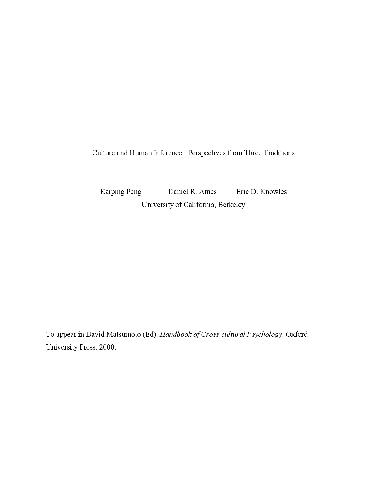 Culture and Human Inference: Perspectives from Three Traditions
Kaiping Peng Daniel R. Ames Eric D. Knowles
University of California, Berkeley
To appear in David Matsumoto (Ed). Handbook of Cross-cultural Psychology. Oxford
University Press. 2000.